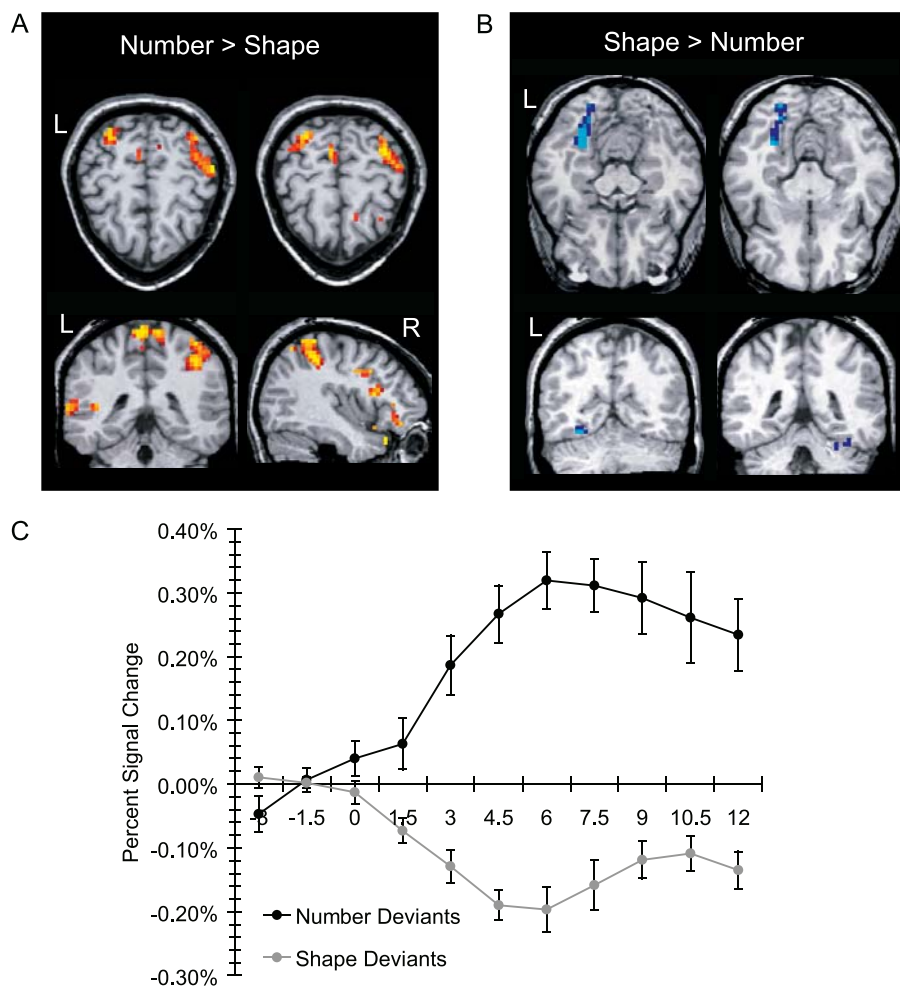 A
Number > Shape
L
L
R
B
Shape > Number
L
L
C
Percent Signal Change
0.40%
0.30%
0.20%
0.10%
0.00%
-0.10%
-0.20%
-0.30%
-3 -1.5 0 1.5 3 4.5 6 7.5 9 10.5 12
Number Deviants
Shape Deviants